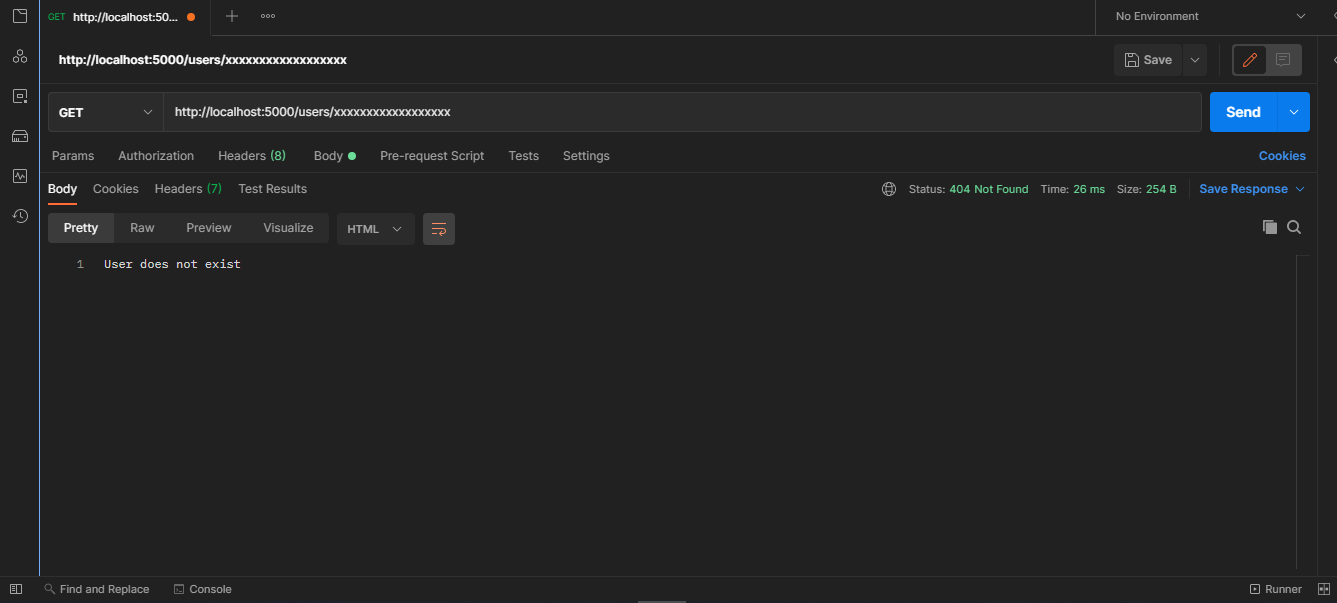 GET http://localhost:50... No Environment
http://localhost:5000/users/xxxxxxxxxxxxxxxxxx Save
GET http://localhost:5000/users/xxxxxxxxxxxxxxxxxx Send
Params Authorization Headers (8) Body Pre-request Script Tests Settings Cookies
Body Cookies Headers (7) Test Results Status: 404 Not Found Time: 26 ms Size: 254 B Save Response
Pretty Raw Preview Visualize HTML
1 User does not exist
Find and Replace Console Runner